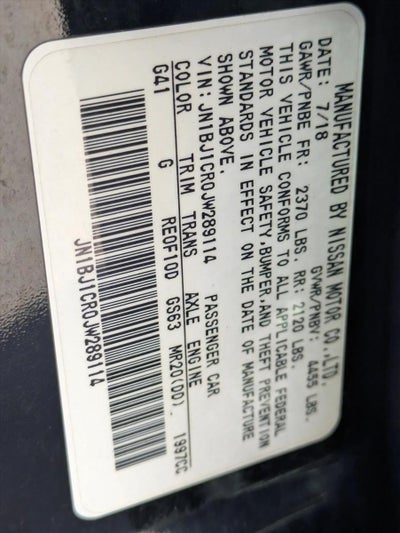 MANUFACTURED BY NISSAN MOTOR CO.,LTD.
DATE: 7/18 GVWR/PNBV: 4455 LBS.
GAWR/PNBE FR: 2370 LBS. RR: 2120 LBS.
THIS VEHICLE CONFORMS TO ALL APPLICABLE FEDERAL
MOTOR VEHICLE SAFETY,BUMPER,AND THEFT PREVENTION
STANDARDS IN EFFECT ON THE DATE OF MANUFACTURE
SHOWN ABOVE.
VIN: JN1BJ1CR0JW289114 PASSENGER CAR
COLOR TRIM TRANS AXLE ENGINE
G41 G RE0F10D GS63 MR20(DD). 1997CC
JN1BJ1CR0JW289114